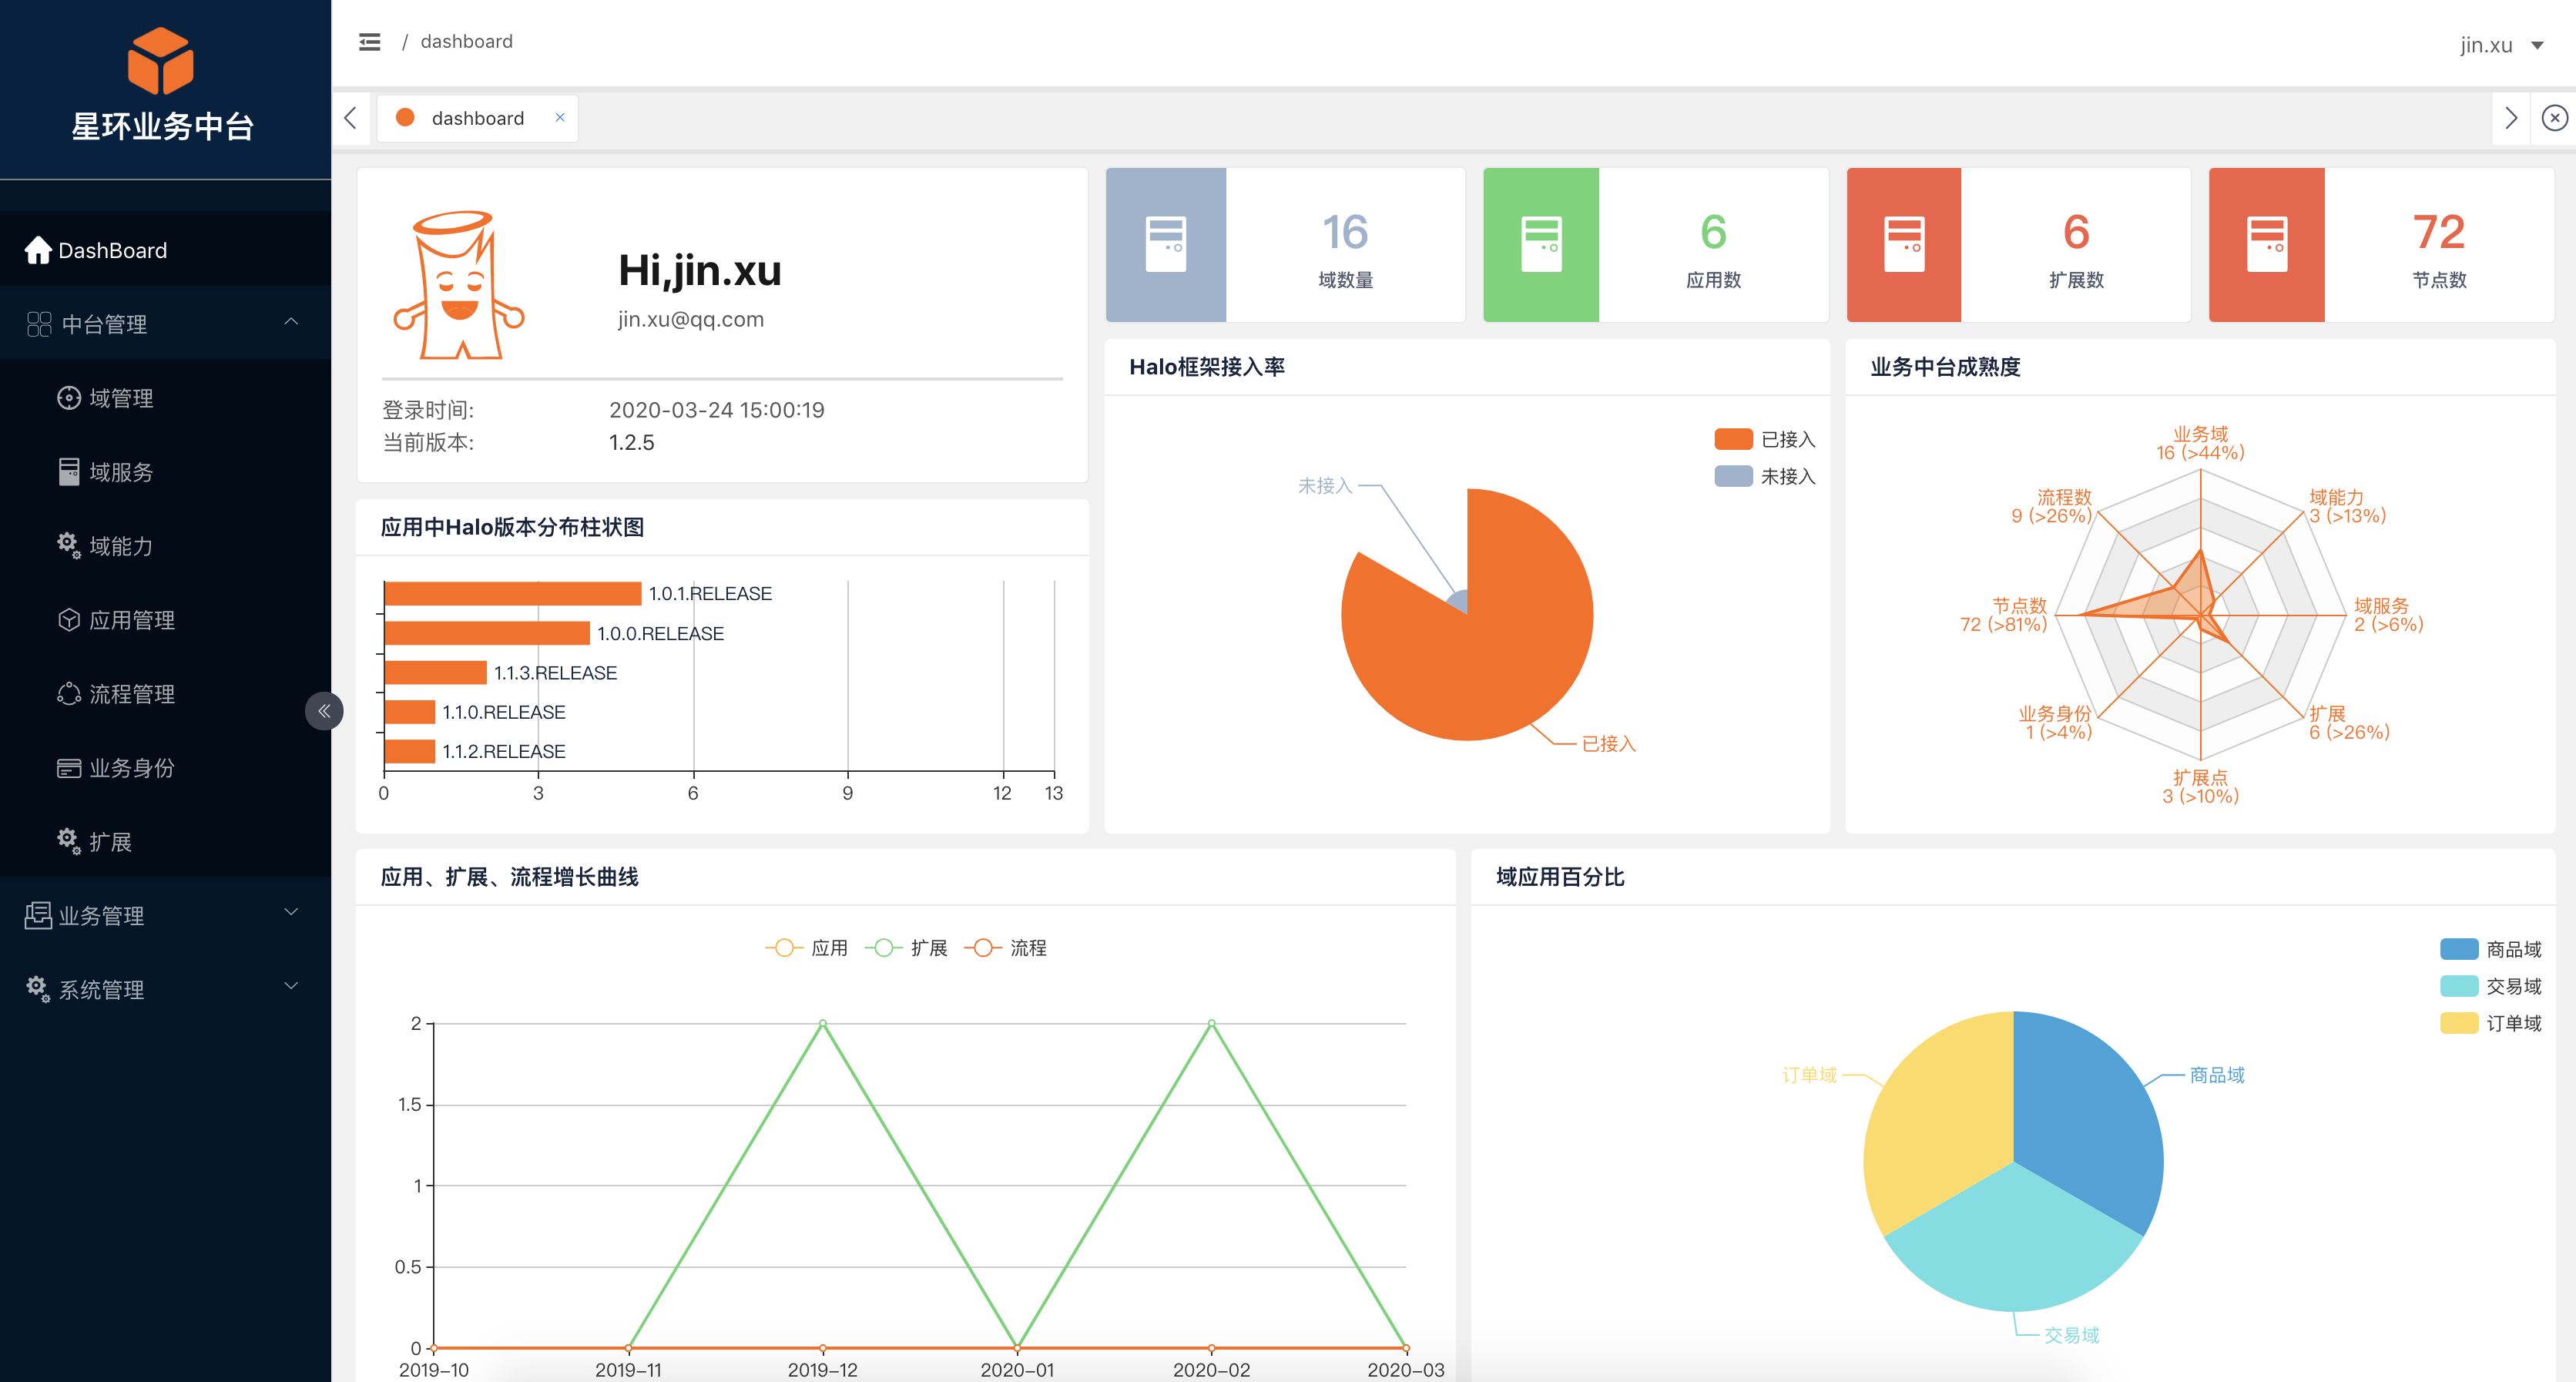 星环业务中台
DashBoard
中台管理
域管理
域服务
域能力
应用管理
流程管理
业务身份
扩展
业务管理
系统管理
/ dashboard
jin.xu
dashboard
Hi,jin.xu
jin.xu@qq.com
登录时间: 2020-03-24 15:00:19
当前版本: 1.2.5
16
域数量
6
应用数
6
扩展数
72
节点数
应用中Halo版本分布柱状图
1.0.1.RELEASE
1.0.0.RELEASE
1.1.3.RELEASE
1.1.0.RELEASE
1.1.2.RELEASE
0 3 6 9 12 13
Halo框架接入率
已接入
未接入
未接入
已接入
业务中台成熟度
业务域
16 (>44%)
流程数
9 (>26%)
域能力
3 (>13%)
节点数
72 (>81%)
域服务
2 (>6%)
业务身份
1 (>4%)
扩展
6 (>26%)
扩展点
3 (>10%)
应用、扩展、流程增长曲线
应用 扩展 流程
2
1.5
1
0.5
0
2019-10 2019-11 2019-12 2020-01 2020-02 2020-03
域应用百分比
商品域
交易域
订单域
订单域
商品域
交易域